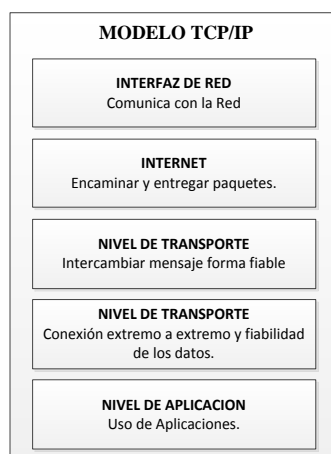 MODELO TCP/IP
INTERFAZ DE RED
Comunica con la Red
INTERNET
Encaminar y entregar paquetes.
NIVEL DE TRANSPORTE
Intercambiar mensaje forma fiable
NIVEL DE TRANSPORTE
Conexión extremo a extremo y fiabilidad
de los datos.
NIVEL DE APLICACION
Uso de Aplicaciones.